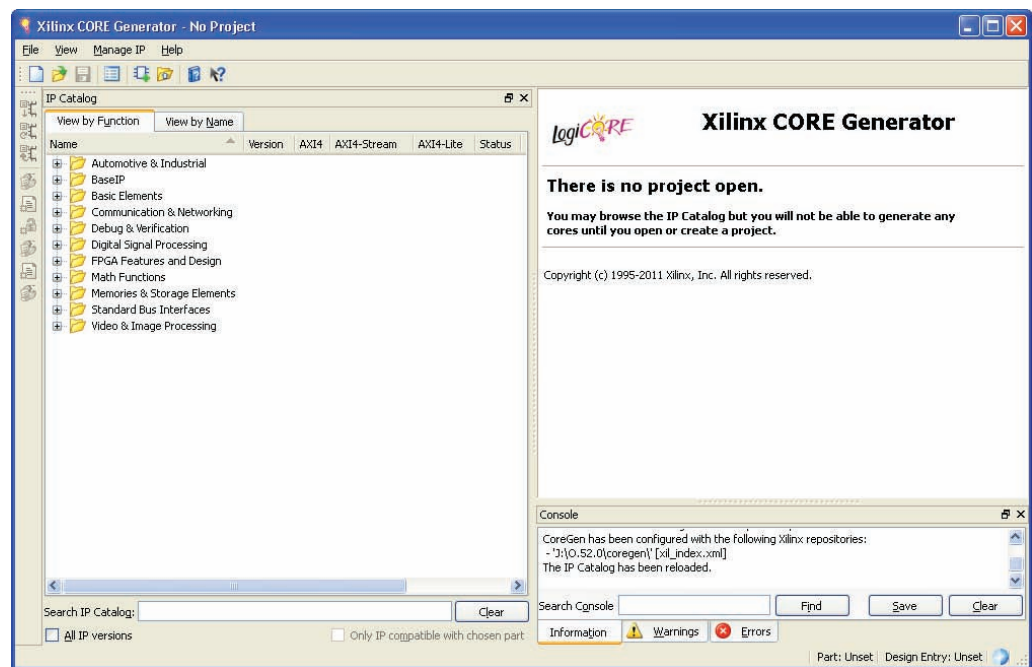 Xilinx CORE Generator - No Project
File View Manage IP Help
IP Catalog
View by Function View by Name
Name Version AXI4 AXI4-Stream AXI4-Lite Status
Automotive & Industrial
BaseIP
Basic Elements
Communication & Networking
Debug & Verification
Digital Signal Processing
FPGA Features and Design
Math Functions
Memories & Storage Elements
Standard Bus Interfaces
Video & Image Processing
Search IP Catalog: Clear
All IP versions Only IP compatible with chosen part
logiCORE Xilinx CORE Generator
There is no project open.
You may browse the IP Catalog but you will not be able to generate any
cores until you open or create a project.
Copyright (c) 1995-2011 Xilinx, Inc. All rights reserved.
Console
CoreGen has been configured with the following Xilinx repositories:
- 'J:\O.52.0\coregen\' [xil_index.xml]
The IP Catalog has been reloaded.
Search Console Find Save Clear
Information Warnings Errors
Part: Unset Design Entry: Unset